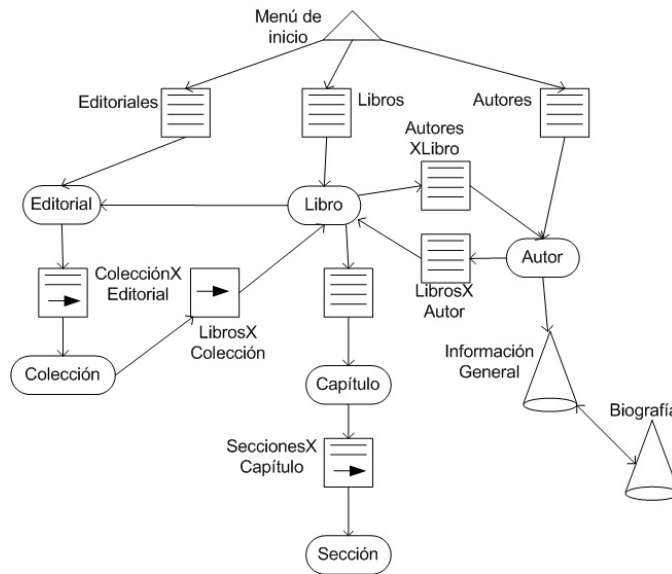 Menú de
inicio
Editoriales
Libros
Autores
Autores
XLibro
Editorial
Libro
Autor
ColecciónX
Editorial
LibrosX
Colección
LibrosX
Autor
Colección
Capítulo
Información
General
Biografía
SeccionesX
Capítulo
Sección